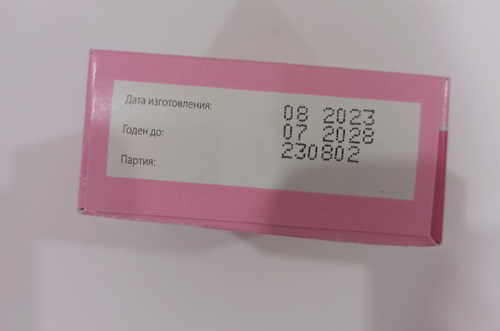 Дата изготовления: 08 2023
Годен до: 07 2028
Партия: 230802